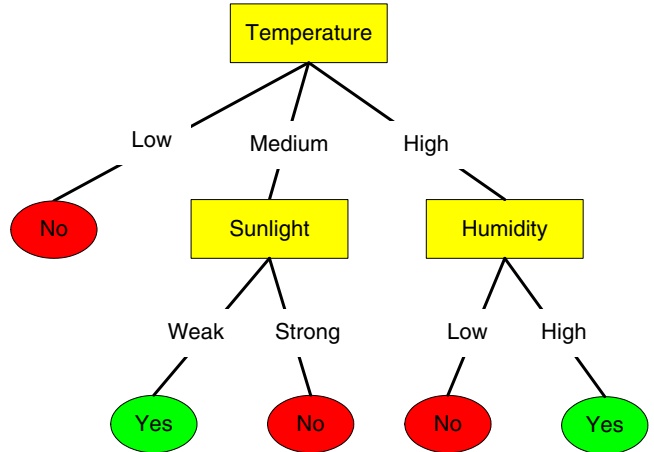 Temperature
Low
Medium
High
No
Sunlight
Humidity
Weak
Strong
Low
High
Yes
No
No
Yes